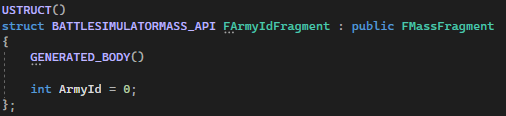 USTRUCT()
struct BATTLESIMULATORMASS_API FArmyIdFragment : public FMassFragment
{
    GENERATED_BODY()

    int ArmyId = 0;
};